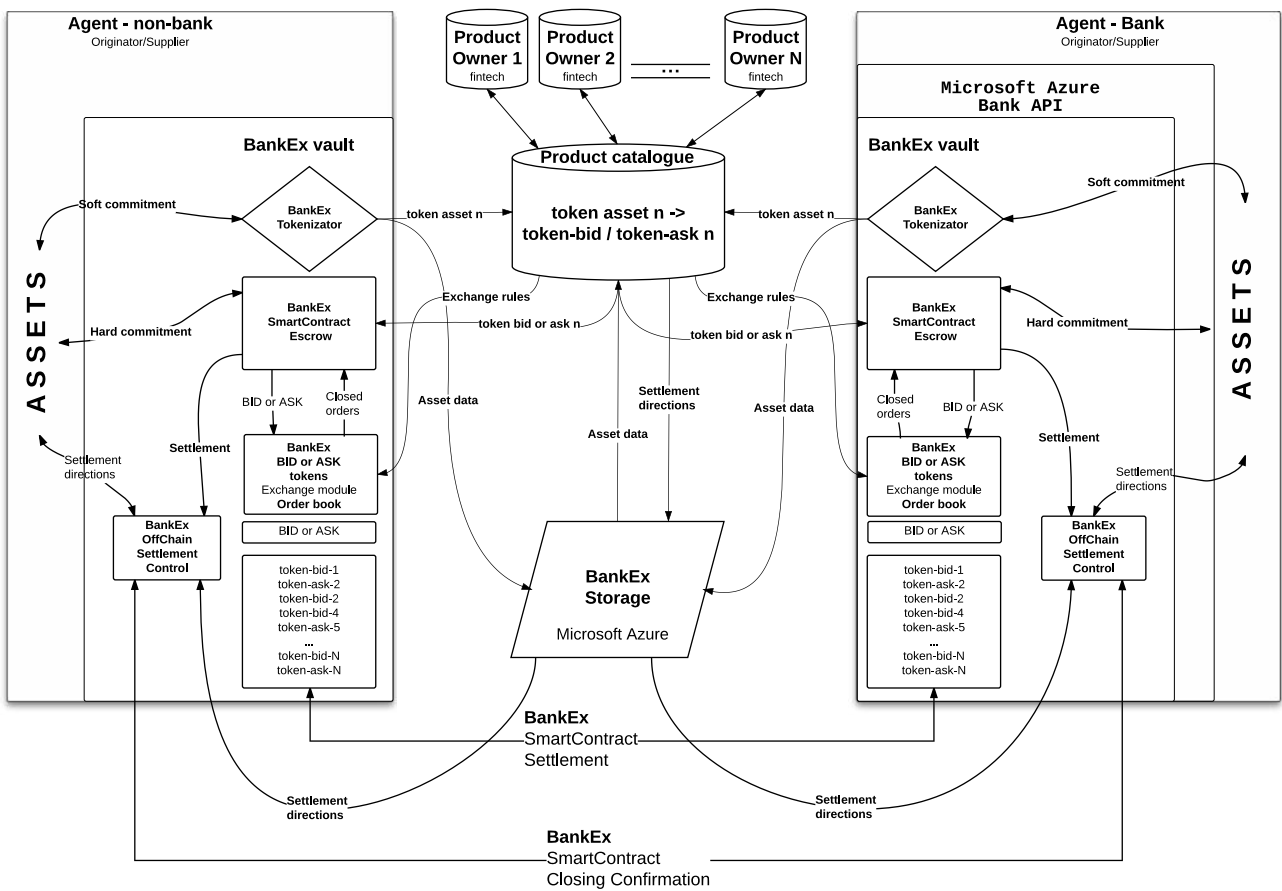 Agent - non-bank
Originator/Supplier
Product
Owner 1
fintech
Product
Owner 2
fintech
...
Product
Owner N
fintech
Agent - Bank
Originator/Supplier
Microsoft Azure
Bank API
BankEx vault
Product catalogue
token asset n ->
token-bid / token-ask n
BankEx vault
Soft commitment
BankEx
Tokenizator
token asset n
token asset n
BankEx
Tokenizator
Soft commitment
ASSETS
ASSETS
Hard commitment
BankEx
SmartContract
Escrow
Exchange rules
token bid or ask n
Exchange rules
token bid or ask n
BankEx
SmartContract
Escrow
Hard commitment
BID or ASK
Closed
orders
Asset data
Asset data
Settlement
directions
Asset data
Closed
orders
BID or ASK
Settlement
Settlement
Settlement
directions
BankEx
BID or ASK
tokens
Exchange module
Order book
BankEx
BID or ASK
tokens
Exchange module
Order book
Settlement
directions
BankEx
OffChain
Settlement
Control
BID or ASK
BID or ASK
BankEx
OffChain
Settlement
Control
token-bid-1
token-ask-2
token-bid-2
token-bid-4
token-ask-5
...
token-bid-N
token-ask-N
BankEx
Storage
Microsoft Azure
token-bid-1
token-ask-2
token-bid-2
token-bid-4
token-ask-5
...
token-bid-N
token-ask-N
BankEx
SmartContract
Settlement
Settlement
directions
Settlement
directions
BankEx
SmartContract
Closing Confirmation